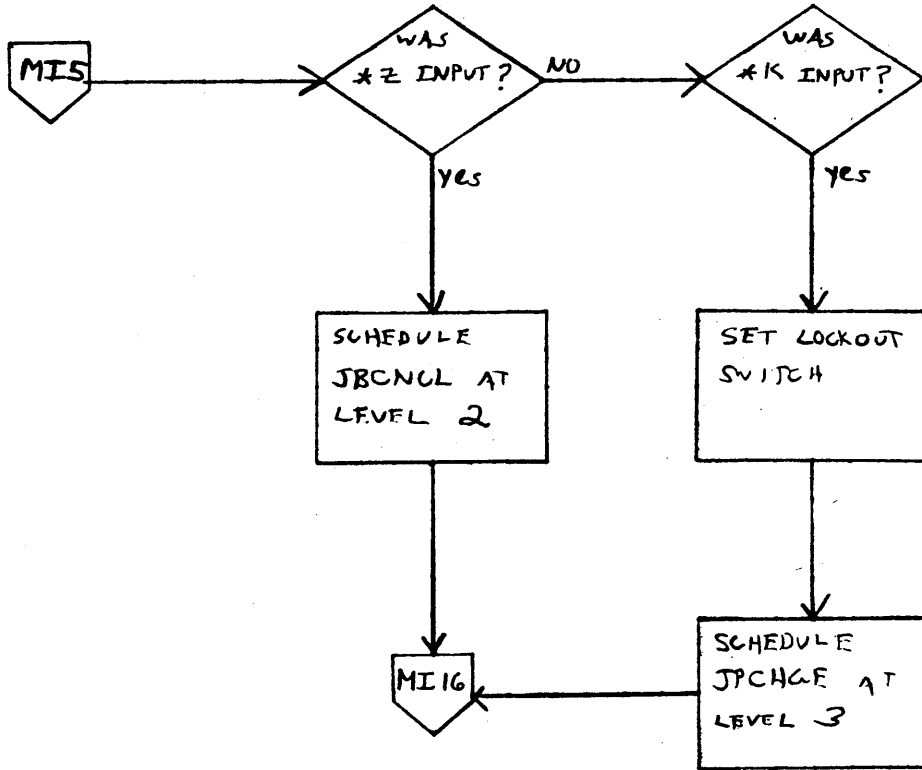 MI5
WAS
*Z INPUT?
NO
WAS
*K INPUT?
yes
yes
SCHEDULE
JBCNCL AT
LEVEL 2
SET LOCKOUT
SWITCH
MI16
SCHEDULE
JPCHGE AT
LEVEL 3